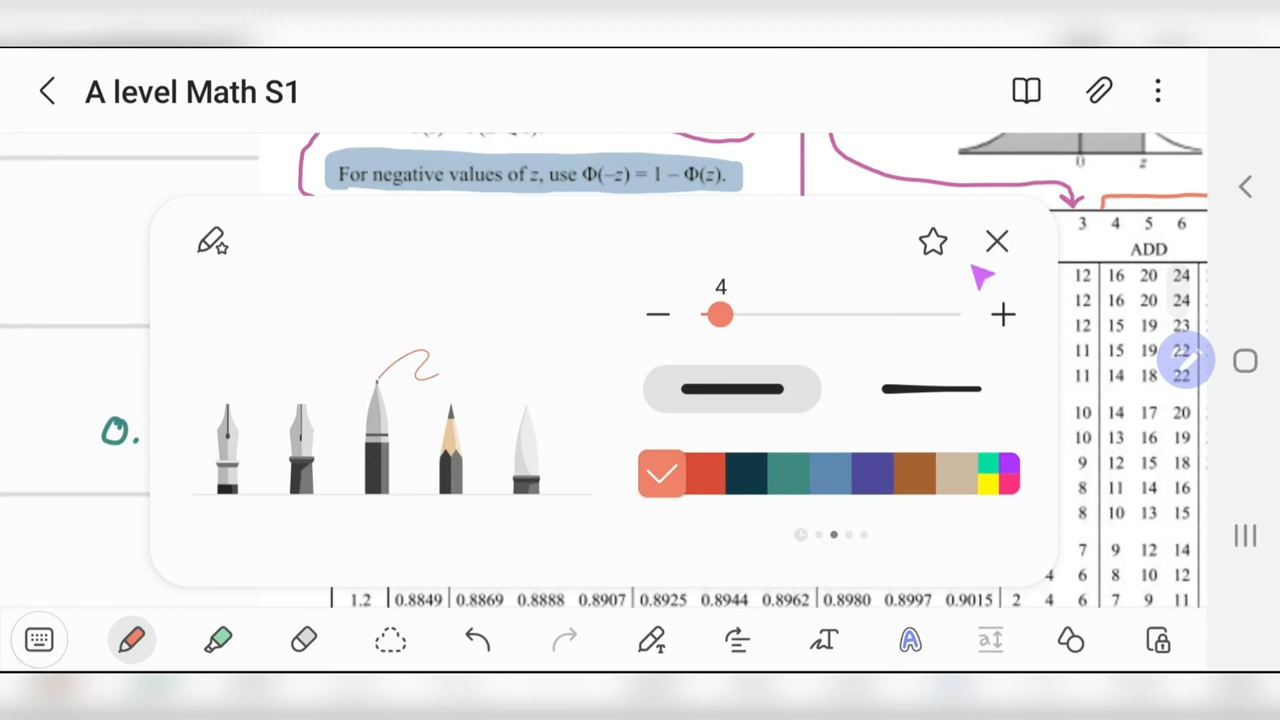 A level Math S1
For negative values of z, use Φ(−z) = 1 − Φ(z).
0 z
3 4 5 6
ADD
4
12 16 20 24
12 16 20 24
12 15 19 23
11 15 19 22
11 14 18 22
10 14 17 20
10 13 16 19
9 12 15 18
8 11 14 16
8 10 13 15
7 9 12 14
4 6 8 10 12
0.
1.2 0.8849 0.8869 0.8888 0.8907 0.8925 0.8944 0.8962 0.8980 0.8997 0.9015 2 4 6 7 9 11